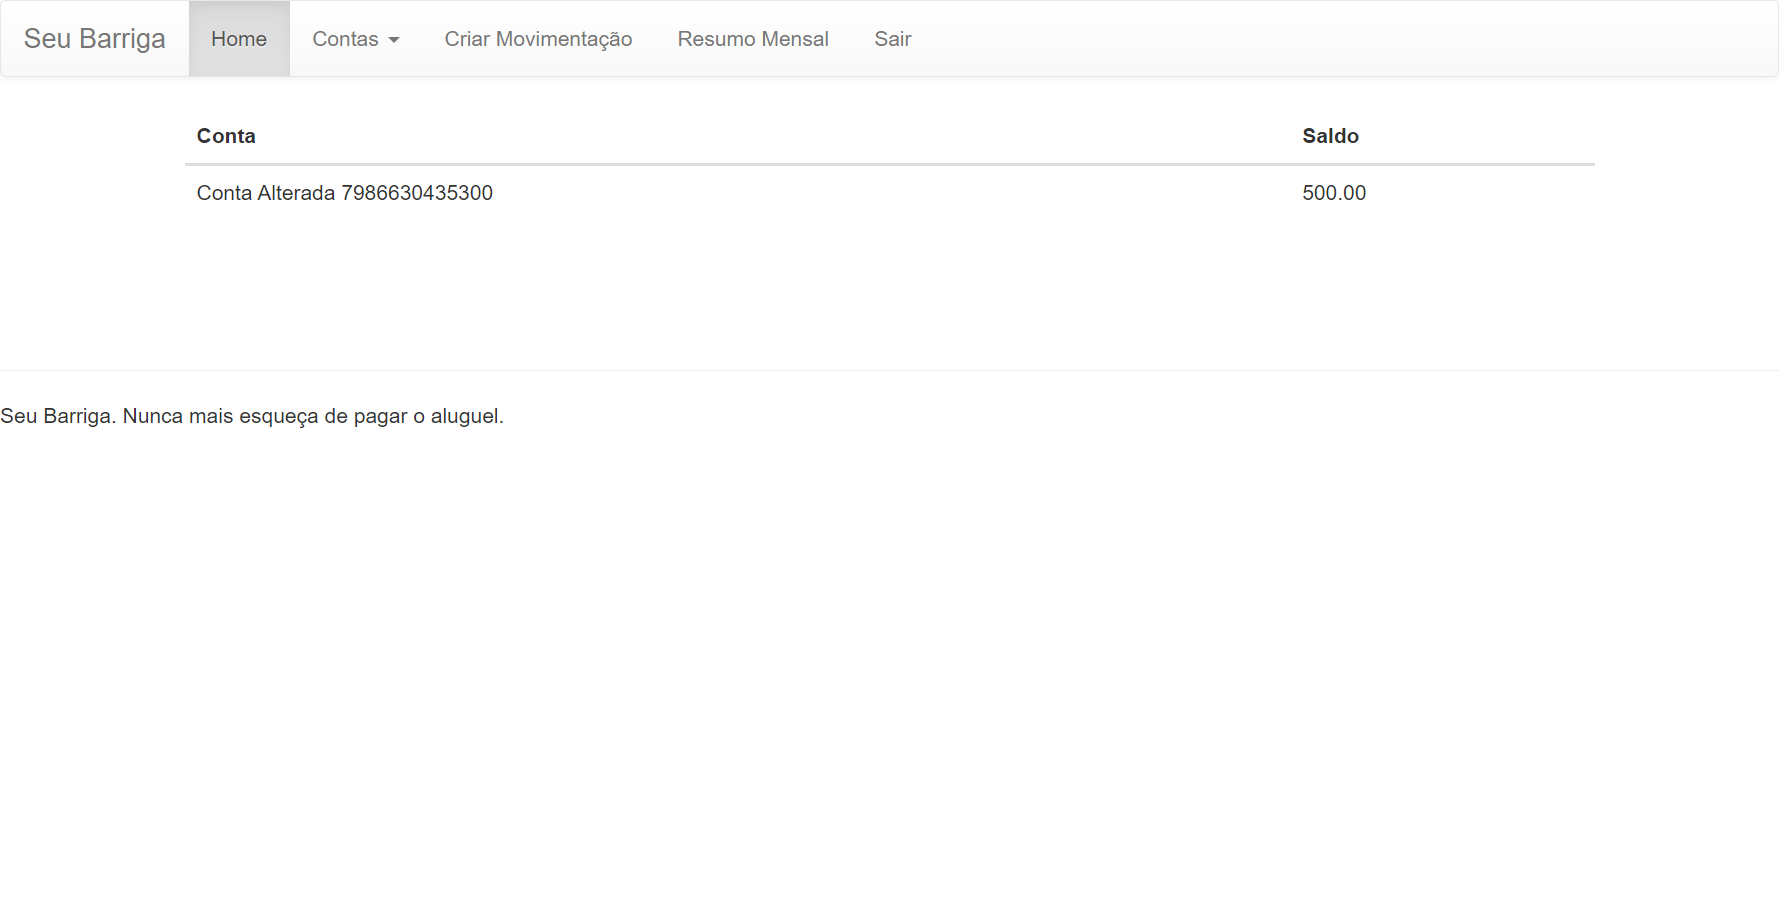 Seu Barriga Home Contas Criar Movimentação Resumo Mensal Sair
Conta Saldo
Conta Alterada 7986630435300 500.00
Seu Barriga. Nunca mais esqueça de pagar o aluguel.